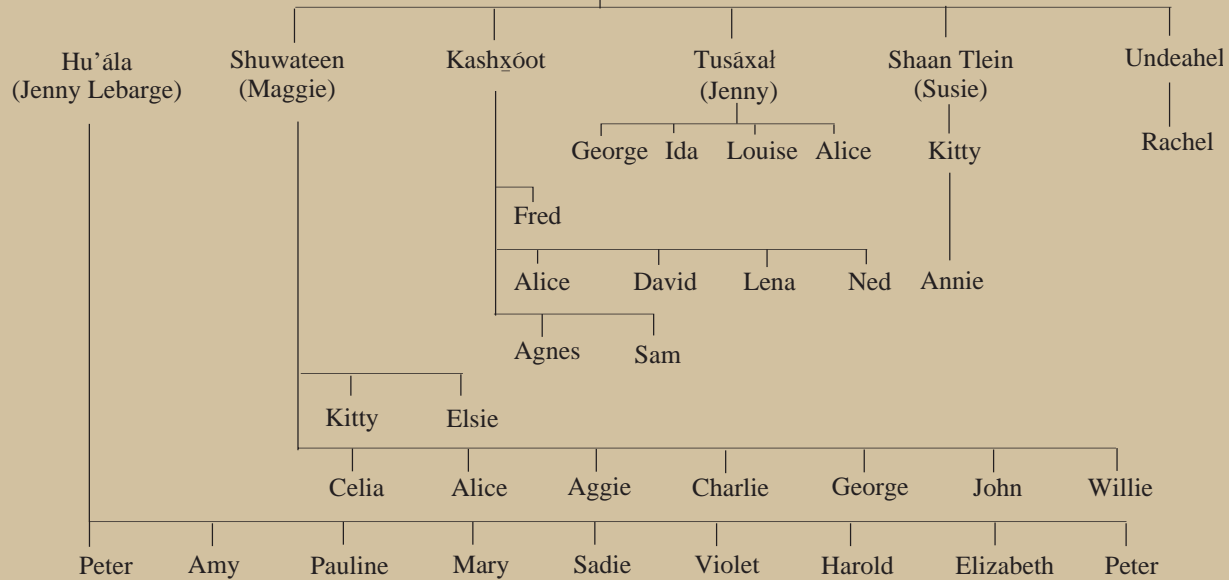 Hu’ála
(Jenny Lebarge)
Shuwateen
(Maggie)
Kashx̱óot
Tusáxał
(Jenny)
Shaan Tlein
(Susie)
Undeahel
George Ida Louise Alice
Kitty
Rachel
Fred
Alice David Lena Ned
Annie
Agnes Sam
Kitty Elsie
Celia Alice Aggie Charlie George John Willie
Peter Amy Pauline Mary Sadie Violet Harold Elizabeth Peter